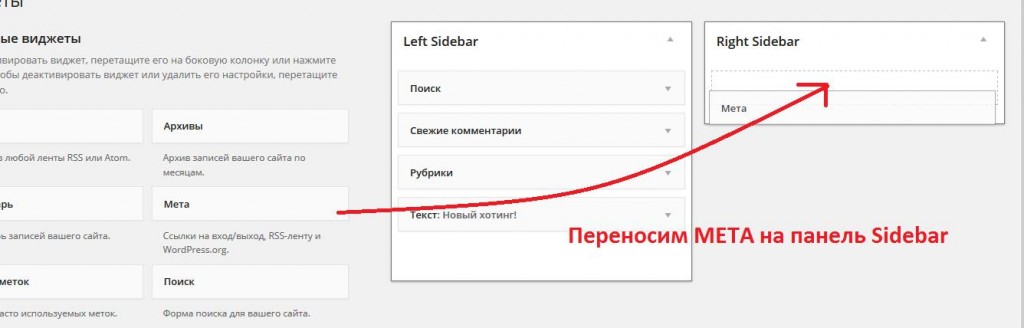 ные виджеты
ивировать виджет, перетащите его на боковую колонку или нажмите
тобы деактивировать виджет или удалить его настройки, перетащите
о.
Архивы
з любой ленты RSS или Atom.
Архив записей вашего сайта по
месяцам.
арь
Мета
рь записей вашего сайта.
Ссылки на вход/выход, RSS-ленту и
WordPress.org.
меток
Поиск
асто используемых меток.
Форма поиска для вашего сайта.
Left Sidebar
Поиск
Свежие комментарии
Рубрики
Текст: Новый хотинг!
Right Sidebar
Мета
Переносим МЕТА на панель Sidebar